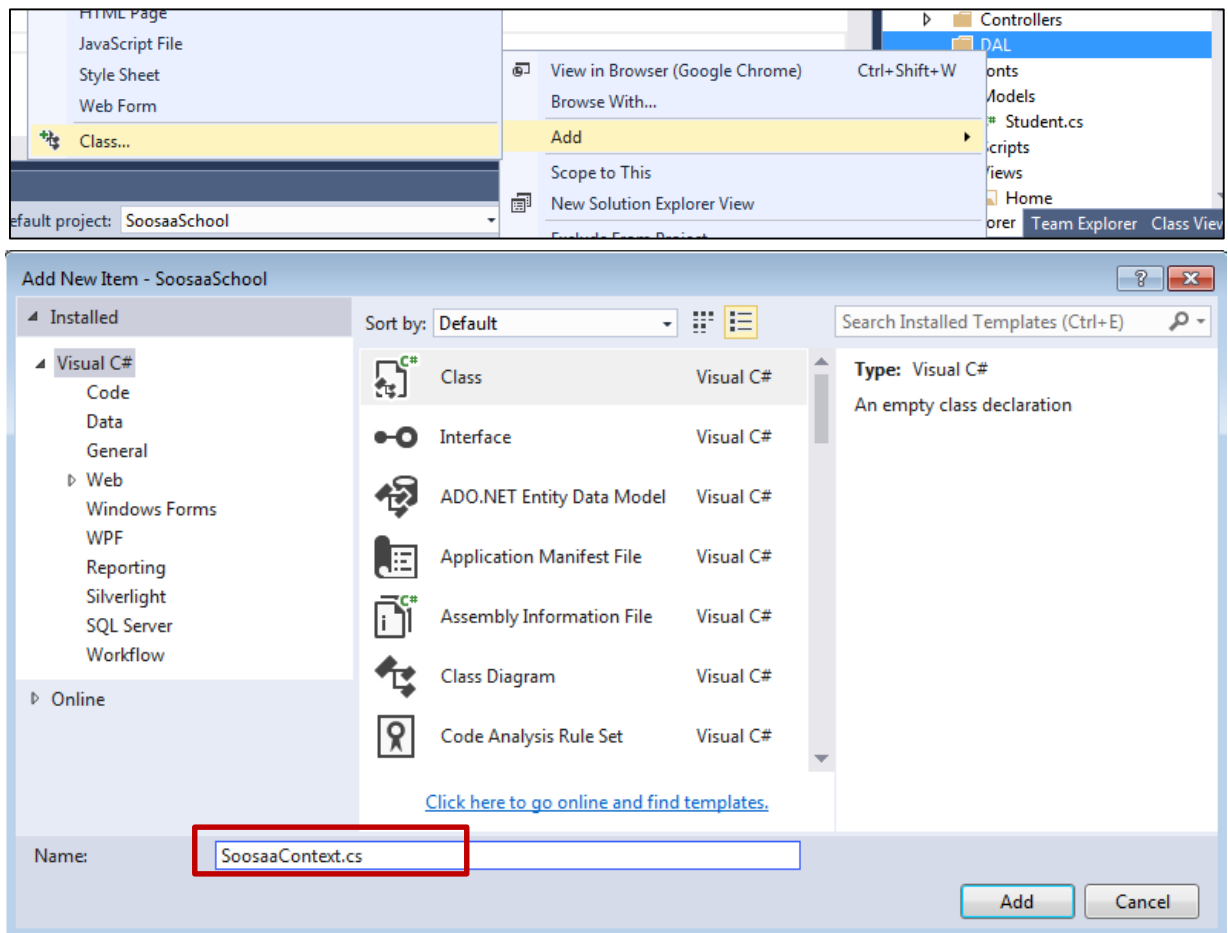 HTML Page
JavaScript File
Style Sheet
Web Form
Class...
View in Browser (Google Chrome) Ctrl+Shift+W
Browse With...
Add
Scope to This
New Solution Explorer View
Exclude From Project
efault project: SoosaaSchool
Controllers
DAL
onts
Models
Student.cs
cripts
iews
Home
orer Team Explorer Class View
Add New Item - SoosaaSchool
Installed
Sort by: Default
Search Installed Templates (Ctrl+E)
Visual C#
Code
Data
General
Web
Windows Forms
WPF
Reporting
Silverlight
SQL Server
Workflow
Online
C# Class Visual C#
Interface Visual C#
ADO.NET Entity Data Model Visual C#
Application Manifest File Visual C#
C# Assembly Information File Visual C#
Class Diagram Visual C#
Code Analysis Rule Set Visual C#
Click here to go online and find templates.
Type: Visual C#
An empty class declaration
Name: SoosaaContext.cs
Add Cancel